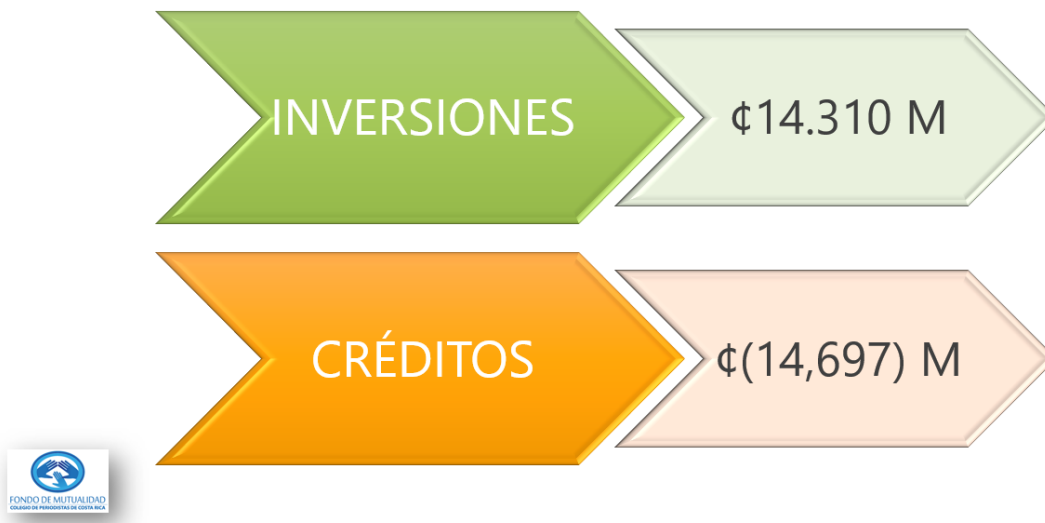 INVERSIONES
¢14.310 M
CRÉDITOS
¢(14,697) M
FONDO DE MUTUALIDAD
COLEGIO DE PERIODISTAS DE COSTA RICA